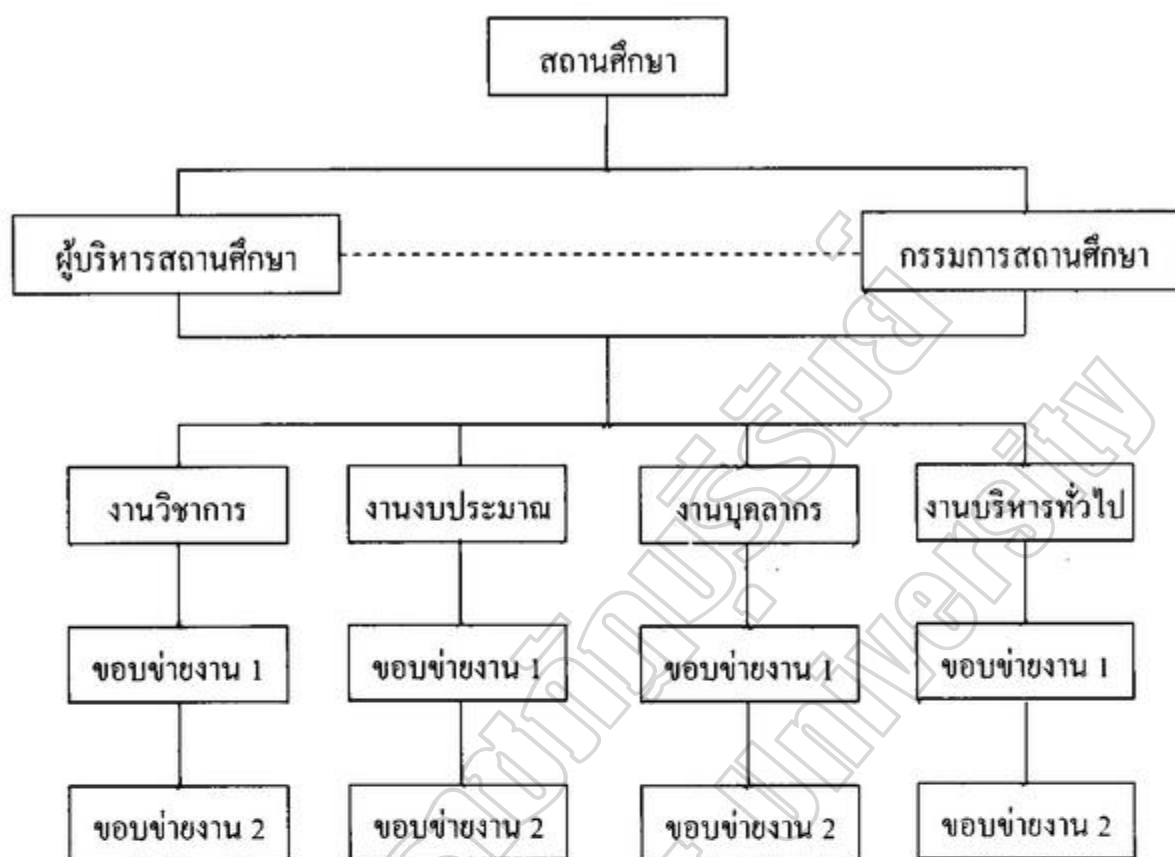 สถานศึกษา
ผู้บริหารสถานศึกษา
กรรมการสถานศึกษา
งานวิชาการ
งานงบประมาณ
งานบุคลากร
งานบริหารทั่วไป
ขอบข่ายงาน 1
ขอบข่ายงาน 1
ขอบข่ายงาน 1
ขอบข่ายงาน 1
ขอบข่ายงาน 2
ขอบข่ายงาน 2
ขอบข่ายงาน 2
ขอบข่ายงาน 2
University